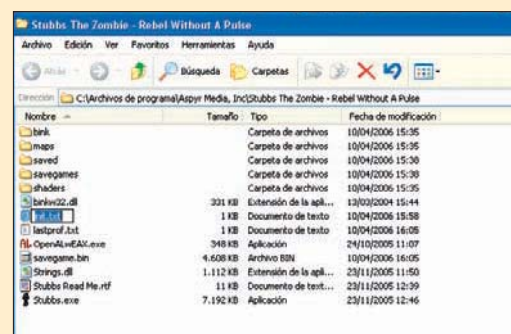 Stubbs The Zombie - Rebel Without A Pulse
Archivo Edición Ver Favoritos Herramientas Ayuda
Atrás Búsqueda Carpetas
Dirección C:\Archivos de programa\Aspyr Media, Inc\Stubbs The Zombie - Rebel Without A Pulse
Nombre Tamaño Tipo Fecha de modificación
bink Carpeta de archivos 10/04/2006 15:35
maps Carpeta de archivos 10/04/2006 15:35
saved Carpeta de archivos 10/04/2006 15:38
savegames Carpeta de archivos 10/04/2006 15:38
shaders Carpeta de archivos 10/04/2006 15:35
binkw32.dll 331 KB Extensión de la apli... 13/03/2004 15:44
init.txt 1 KB Documento de texto 10/04/2006 15:58
lastprof.txt 1 KB Documento de texto 10/04/2006 16:05
OpenALwEAX.exe 348 KB Aplicación 24/10/2005 11:07
savegame.bin 4.608 KB Archivo BIN 10/04/2006 16:05
Strings.dll 1.112 KB Extensión de la apli... 23/11/2005 11:50
Stubbs Read Me.rtf 11 KB Documento de text... 23/11/2005 12:39
Stubbs.exe 7.192 KB Aplicación 23/11/2005 12:46